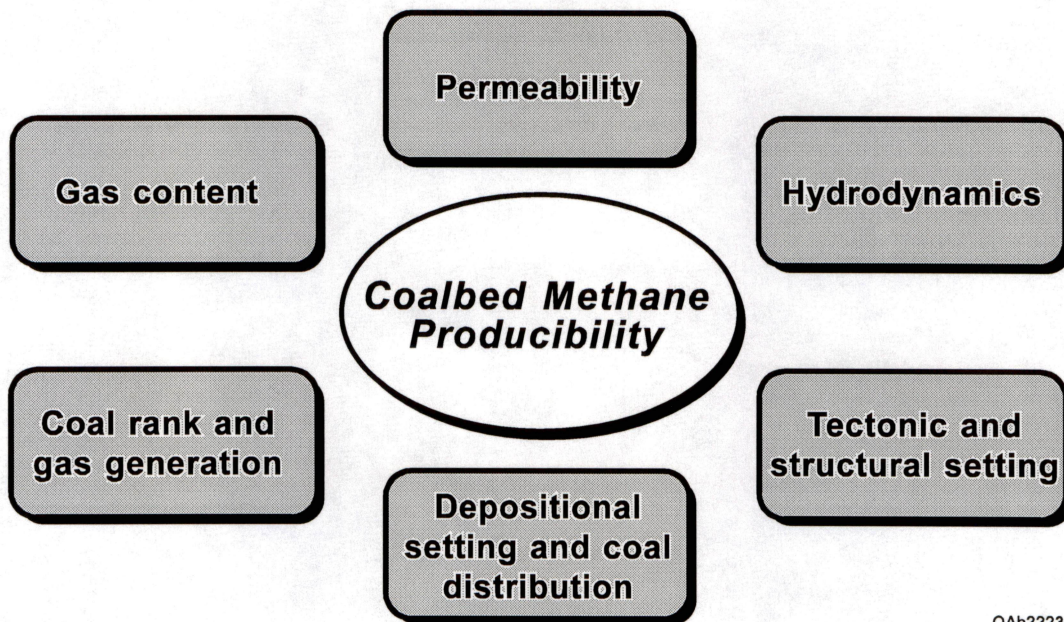 Permeability
Gas content
Hydrodynamics
Coalbed Methane
Producibility
Coal rank and
gas generation
Tectonic and
structural setting
Depositional
setting and coal
distribution